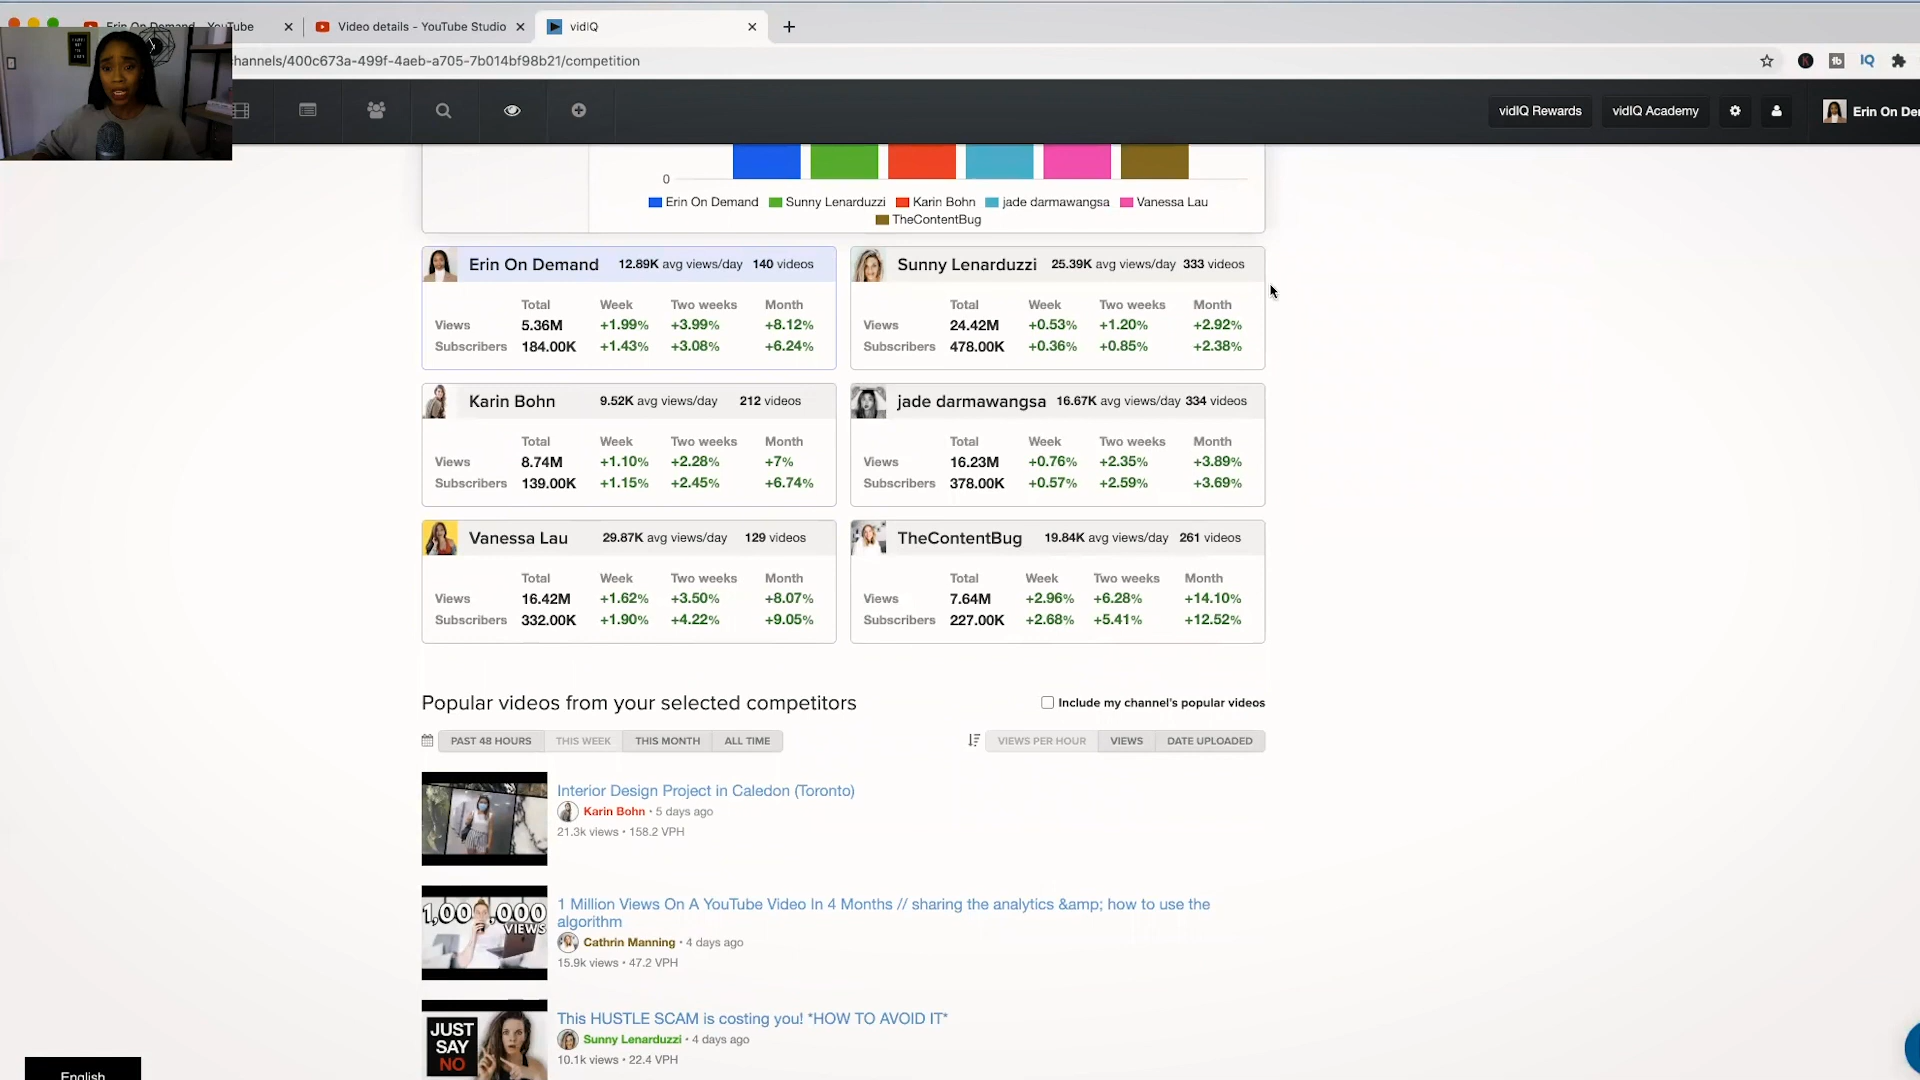 Erin On Demand - YouTube
Video details - YouTube Studio
vidIQ
hannels/400c673a-499f-4aeb-a705-7b014bf98b21/competition
IQ
vidIQ Rewards
vidIQ Academy
Erin On De
0
Erin On Demand Sunny Lenarduzzi Karin Bohn jade darmawangsa Vanessa Lau
TheContentBug
Erin On Demand 12.89K avg views/day 140 videos
Total Week Two weeks Month
Views 5.36M +1.99% +3.99% +8.12%
Subscribers 184.00K +1.43% +3.08% +6.24%
Sunny Lenarduzzi 25.39K avg views/day 333 videos
Total Week Two weeks Month
Views 24.42M +0.53% +1.20% +2.92%
Subscribers 478.00K +0.36% +0.85% +2.38%
Karin Bohn 9.52K avg views/day 212 videos
Total Week Two weeks Month
Views 8.74M +1.10% +2.28% +7%
Subscribers 139.00K +1.15% +2.45% +6.74%
jade darmawangsa 16.67K avg views/day 334 videos
Total Week Two weeks Month
Views 16.23M +0.76% +2.35% +3.89%
Subscribers 378.00K +0.57% +2.59% +3.69%
Vanessa Lau 29.87K avg views/day 129 videos
Total Week Two weeks Month
Views 16.42M +1.62% +3.50% +8.07%
Subscribers 332.00K +1.90% +4.22% +9.05%
TheContentBug 19.84K avg views/day 261 videos
Total Week Two weeks Month
Views 7.64M +2.96% +6.28% +14.10%
Subscribers 227.00K +2.68% +5.41% +12.52%
Popular videos from your selected competitors
Include my channel's popular videos
PAST 48 HOURS THIS WEEK THIS MONTH ALL TIME
VIEWS PER HOUR VIEWS DATE UPLOADED
Interior Design Project in Caledon (Toronto)
Karin Bohn • 5 days ago
21.3k views • 158.2 VPH
VIEWS
1 Million Views On A YouTube Video In 4 Months // sharing the analytics &amp; how to use the
algorithm
Cathrin Manning • 4 days ago
15.9k views • 47.2 VPH
JUST
SAY
NO
This HUSTLE SCAM is costing you! *HOW TO AVOID IT*
Sunny Lenarduzzi • 4 days ago
10.1k views • 22.4 VPH
English